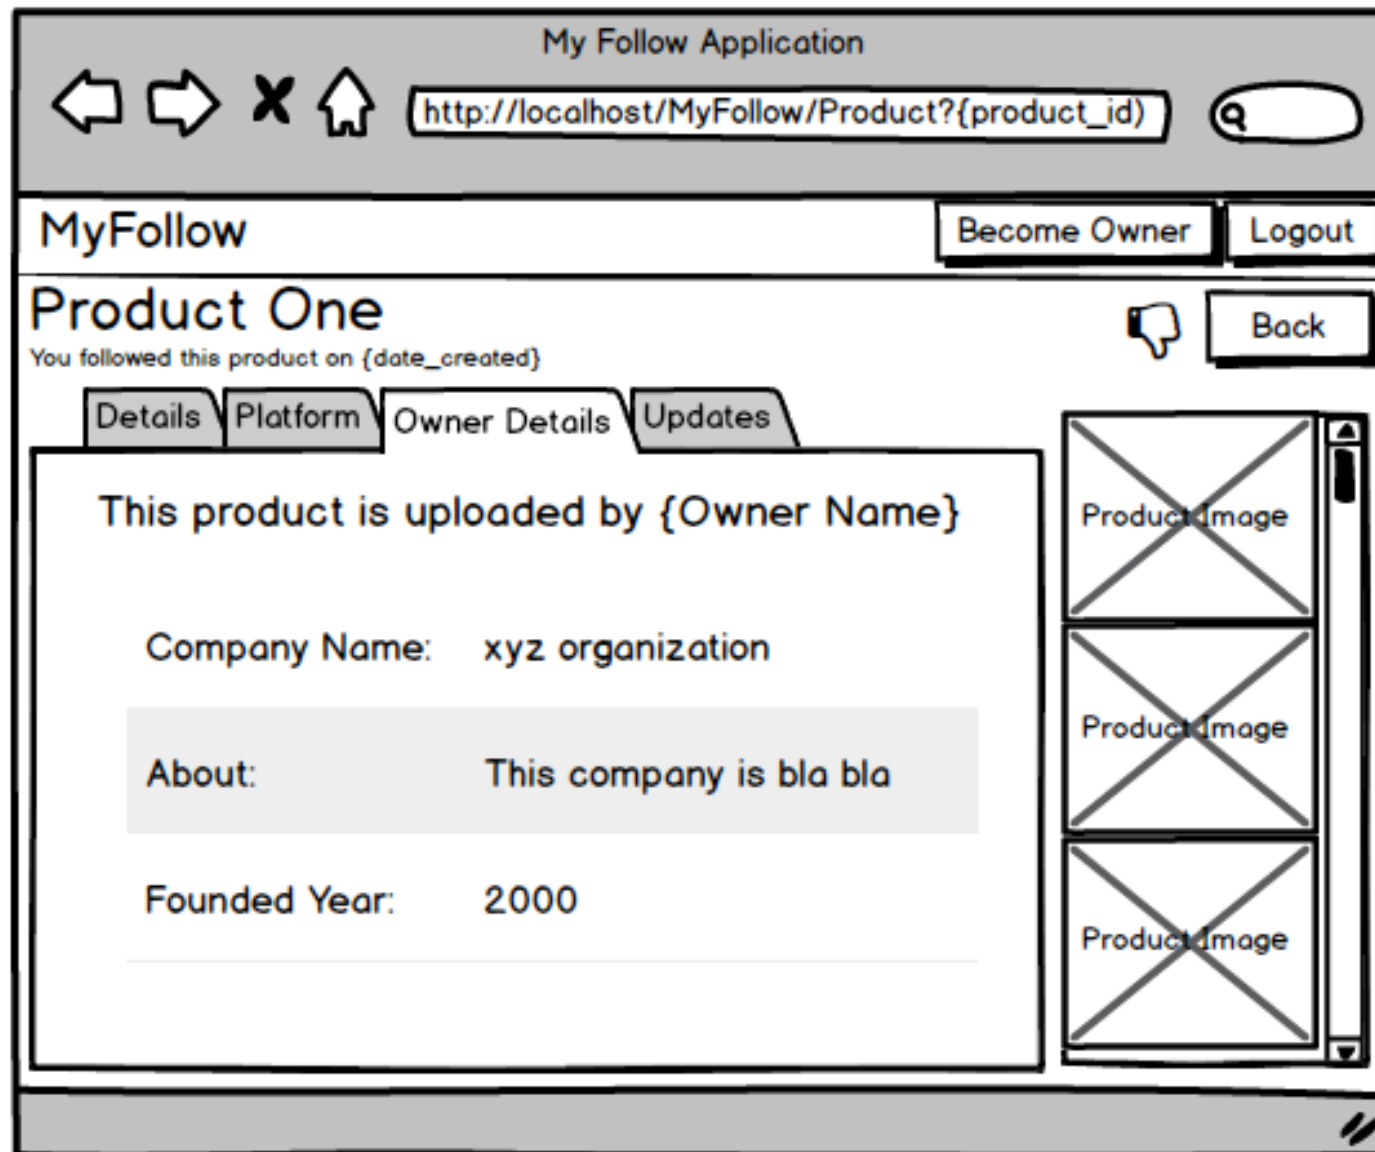 My Follow Application
http://localhost/MyFollow/Product?{product_id)
MyFollow
Become Owner
Logout
Product One
Back
You followed this product on {date_created}
Details
Platform
Owner Details
Updates
This product is uploaded by {Owner Name}
Company Name: xyz organization
About: This company is bla bla
Founded Year: 2000
Product Image
Product Image
Product Image